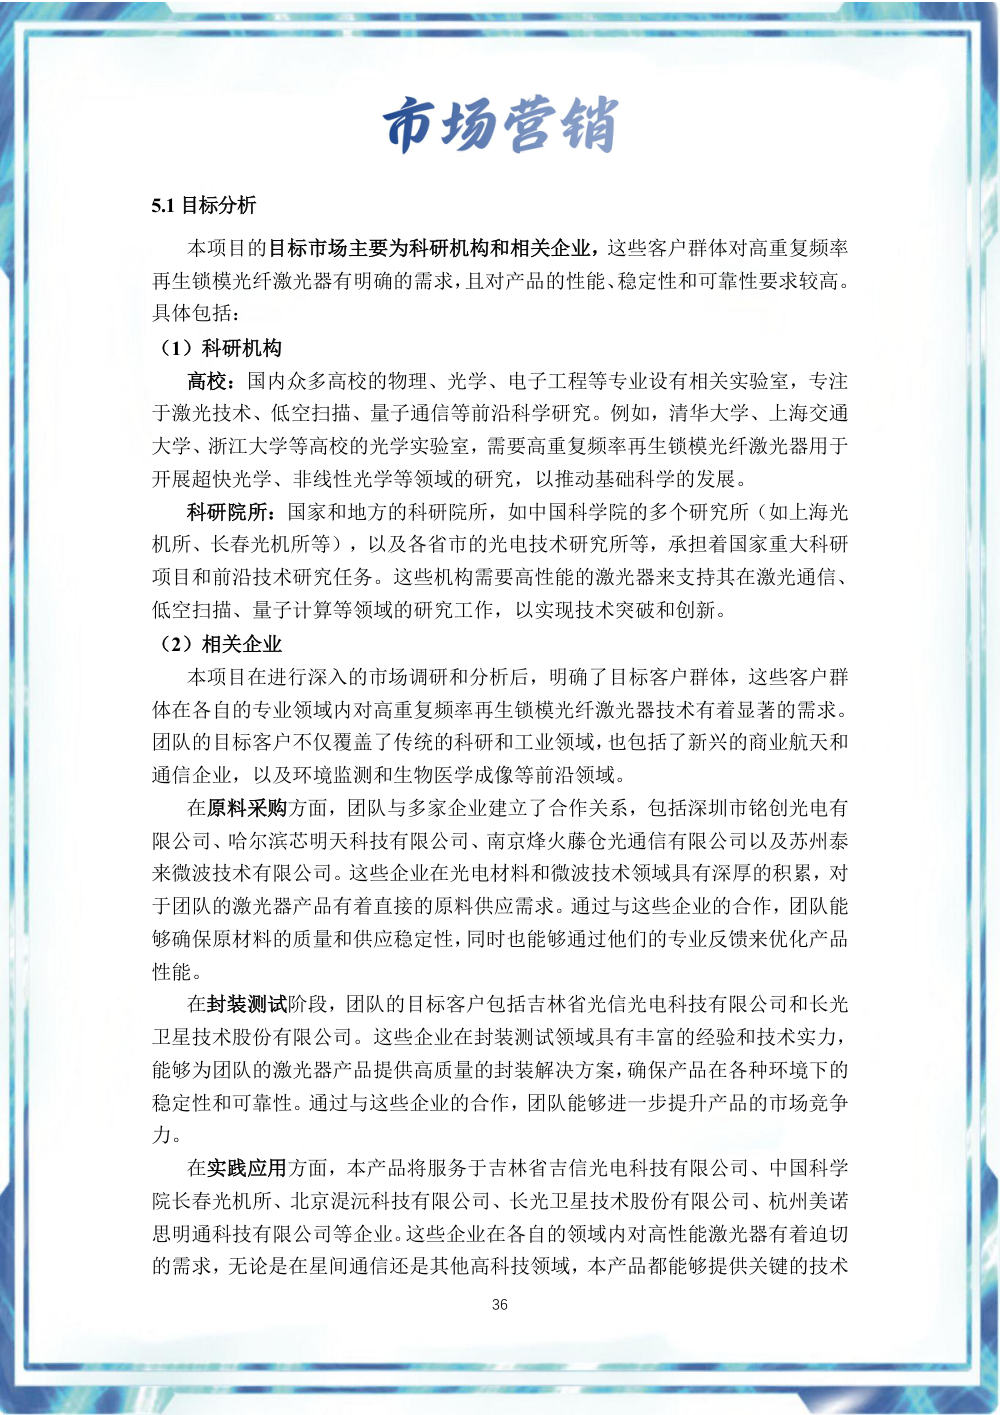 市场营销
5.1 目标分析
本项目的目标市场主要为科研机构和相关企业，这些客户群体对高重复频率
再生锁模光纤激光器有明确的需求，且对产品的性能、稳定性和可靠性要求较高。
具体包括：
（1）科研机构
高校：国内众多高校的物理、光学、电子工程等专业设有相关实验室，专注
于激光技术、低空扫描、量子通信等前沿科学研究。例如，清华大学、上海交通
大学、浙江大学等高校的光学实验室，需要高重复频率再生锁模光纤激光器用于
开展超快光学、非线性光学等领域的研究，以推动基础科学的发展。
科研院所：国家和地方的科研院所，如中国科学院的多个研究所（如上海光
机所、长春光机所等），以及各省市的光电技术研究所等，承担着国家重大科研
项目和前沿技术研究任务。这些机构需要高性能的激光器来支持其在激光通信、
低空扫描、量子计算等领域的研究工作，以实现技术突破和创新。
（2）相关企业
本项目在进行深入的市场调研和分析后，明确了目标客户群体，这些客户群
体在各自的专业领域内对高重复频率再生锁模光纤激光器技术有着显著的需求。
团队的目标客户不仅覆盖了传统的科研和工业领域，也包括了新兴的商业航天和
通信企业，以及环境监测和生物医学成像等前沿领域。
在原料采购方面，团队与多家企业建立了合作关系，包括深圳市铭创光电有
限公司、哈尔滨芯明天科技有限公司、南京烽火藤仓光通信有限公司以及苏州泰
来微波技术有限公司。这些企业在光电材料和微波技术领域具有深厚的积累，对
于团队的激光器产品有着直接的原料供应需求。通过与这些企业的合作，团队能
够确保原材料的质量和供应稳定性，同时也能够通过他们的专业反馈来优化产品
性能。
在封装测试阶段，团队的目标客户包括吉林省光信光电科技有限公司和长光
卫星技术股份有限公司。这些企业在封装测试领域具有丰富的经验和技术实力，
能够为团队的激光器产品提供高质量的封装解决方案，确保产品在各种环境下的
稳定性和可靠性。通过与这些企业的合作，团队能够进一步提升产品的市场竞争
力。
在实践应用方面，本产品将服务于吉林省吉信光电科技有限公司、中国科学
院长春光机所、北京湜沅科技有限公司、长光卫星技术股份有限公司、杭州美诺
思明通科技有限公司等企业。这些企业在各自的领域内对高性能激光器有着迫切
的需求，无论是在星间通信还是其他高科技领域，本产品都能够提供关键的技术
36